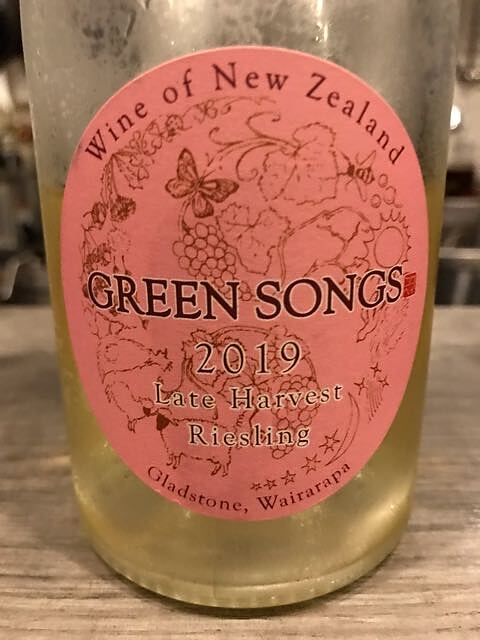 Wine of New Zealand
GREEN SONGS
2019
Late Harvest
Riesling
Gladstone, Wairarapa